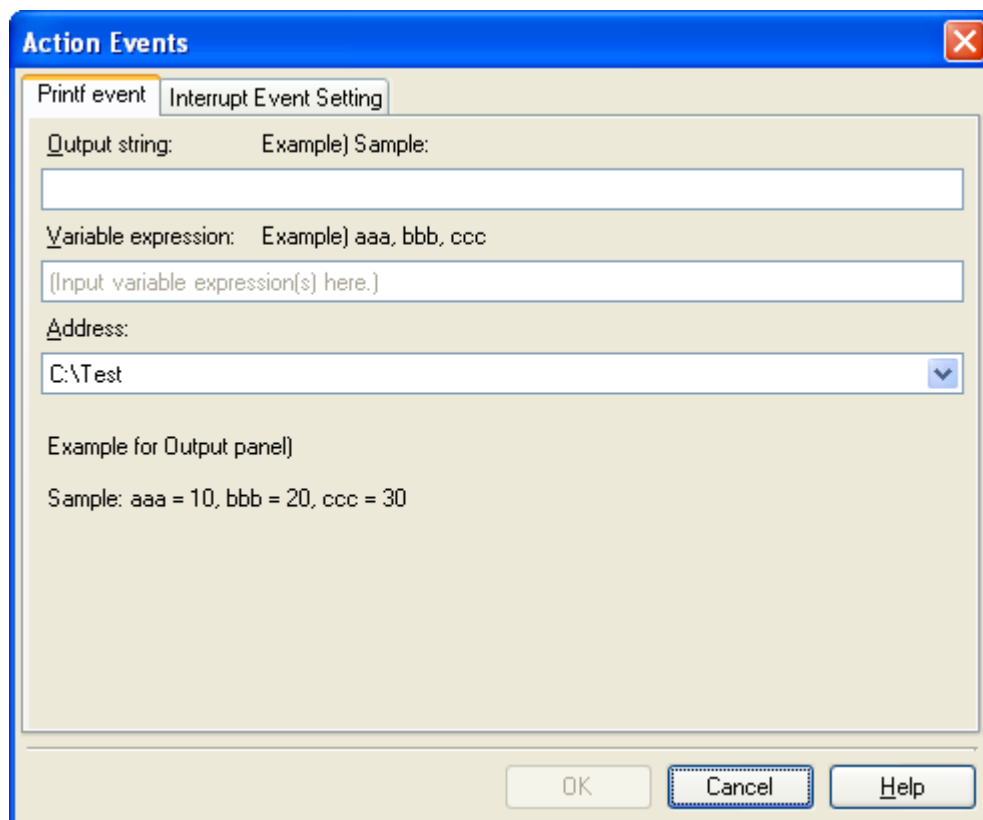 Action Events
Printf event Interrupt Event Setting
Output string: Example) Sample:
Variable expression: Example) aaa, bbb, ccc
(Input variable expression(s) here.)
Address:
C:\Test
Example for Output panel)
Sample: aaa = 10, bbb = 20, ccc = 30
OK Cancel Help